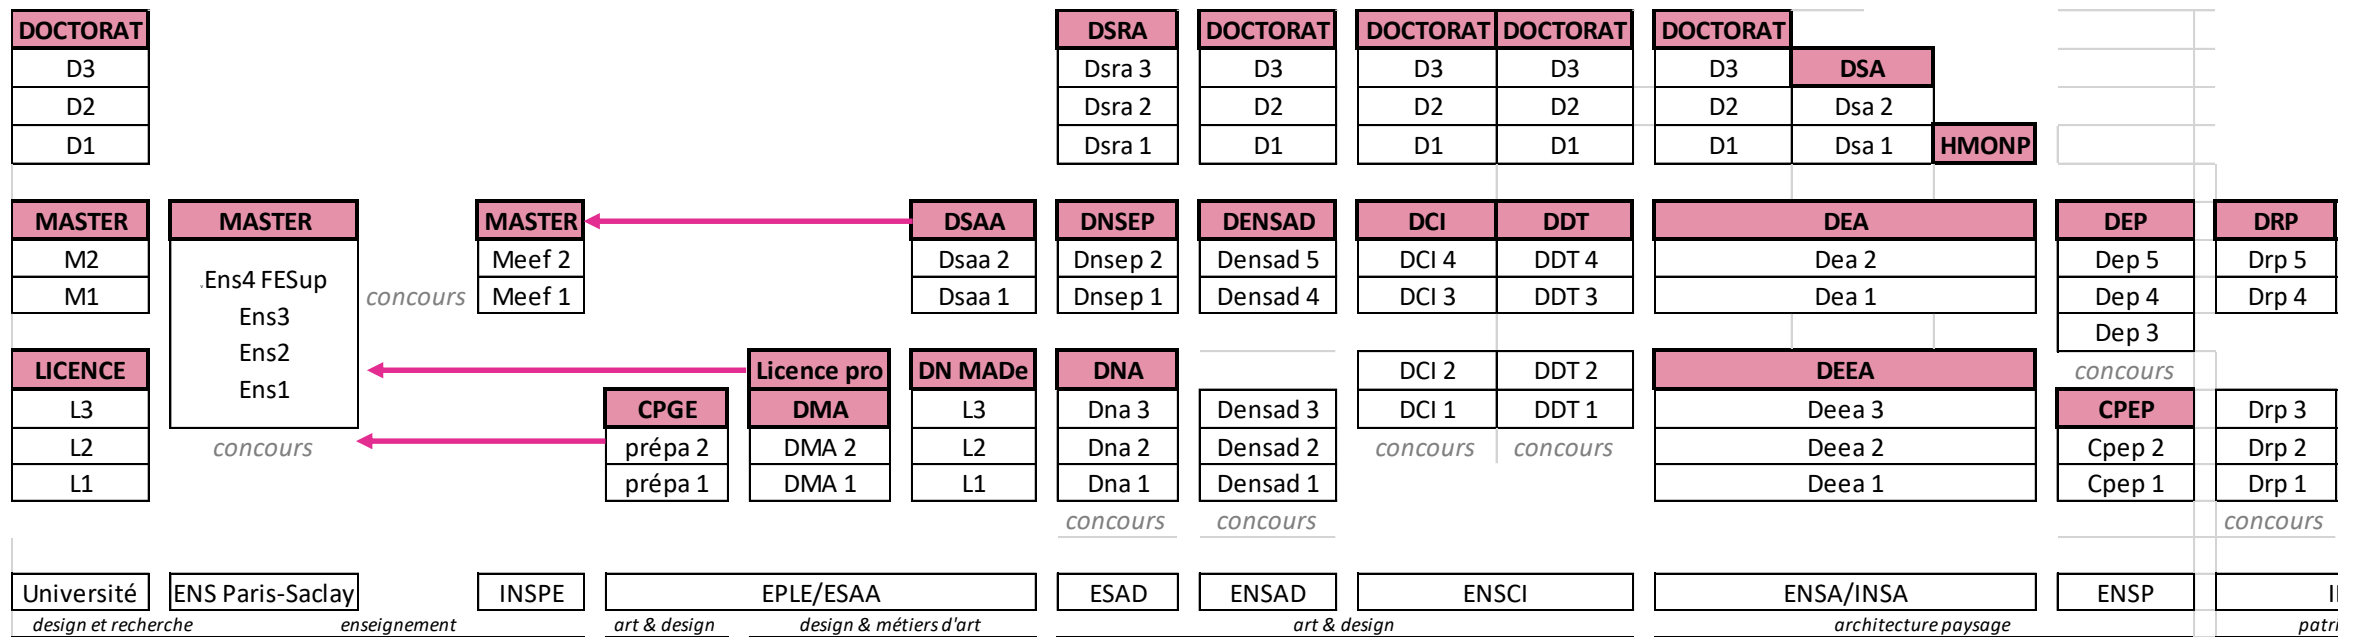 DOCTORAT DSRA DOCTORAT DOCTORAT DOCTORAT DOCTORAT
D3 Dsra 3 D3 D3 D3 D3 DSA
D2 Dsra 2 D2 D2 D2 D2 Dsa 2
D1 Dsra 1 D1 D1 D1 D1 Dsa 1 HMONP
MASTER MASTER MASTER DSAA DNSEP DENSAD DCI DDT DEA DEP DRP
M2 Ens4 FESup Meef 2 Dsaa 2 Dnsep 2 Densad 5 DCI 4 DDT 4 Dea 2 Dep 5 Drp 5
M1 Ens3 concours Meef 1 Dsaa 1 Dnsep 1 Densad 4 DCI 3 DDT 3 Dea 1 Dep 4 Drp 4
Ens2 Dep 3
LICENCE Ens1 Licence pro DN MADe DNA DCI 2 DDT 2 DEEA concours
L3 CPGE DMA L3 Dna 3 Densad 3 DCI 1 DDT 1 Deea 3 CPEP Drp 3
L2 concours prépa 2 DMA 2 L2 Dna 2 Densad 2 concours concours Deea 2 Cpep 2 Drp 2
L1 prépa 1 DMA 1 L1 Dna 1 Densad 1 Deea 1 Cpep 1 Drp 1
concours concours concours
Université ENS Paris-Saclay INSPE EPLE/ESAA ESAD ENSAD ENSCI ENSA/INSA ENSP
design et recherche enseignement art & design design & métiers d'art art & design architecture paysage patri